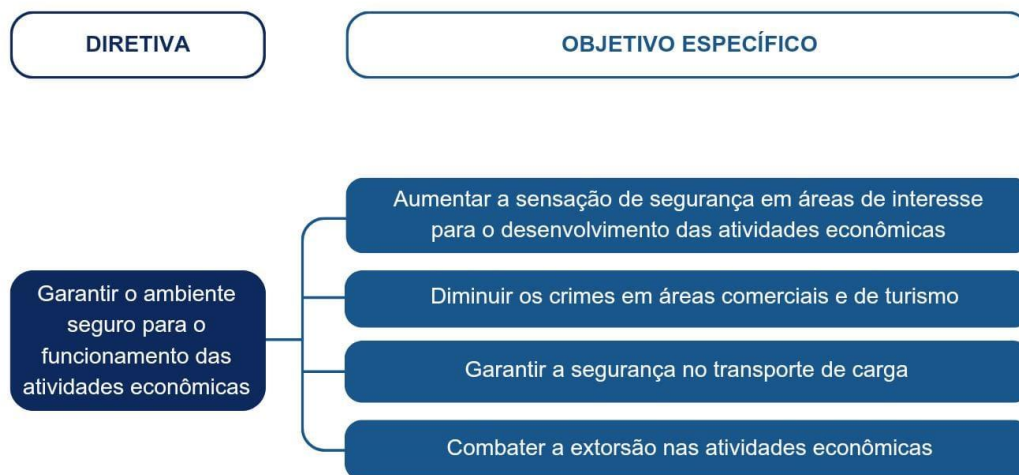 DIRETIVA
OBJETIVO ESPECÍFICO
Aumentar a sensação de segurança em áreas de interesse
para o desenvolvimento das atividades econômicas
Garantir o ambiente
seguro para o
funcionamento das
atividades econômicas
Diminuir os crimes em áreas comerciais e de turismo
Garantir a segurança no transporte de carga
Combater a extorsão nas atividades econômicas